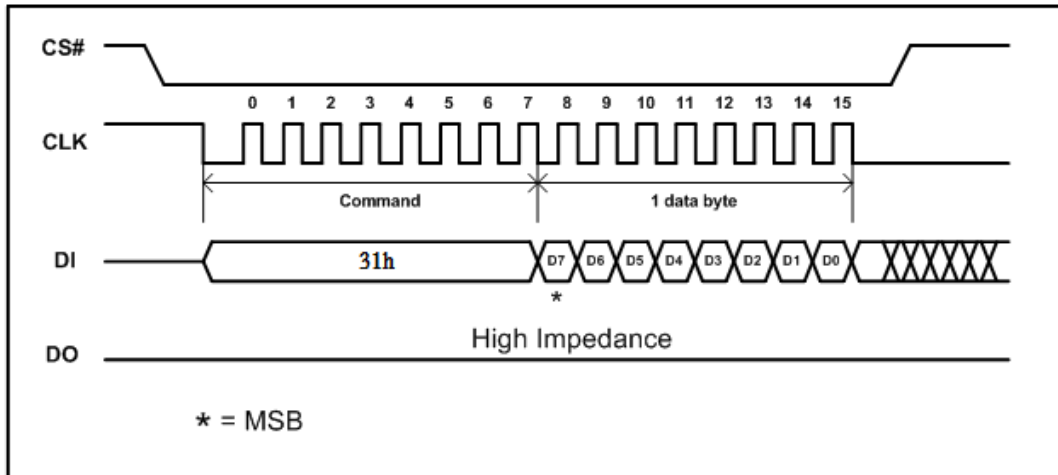 CS#
0 1 2 3 4 5 6 7 8 9 10 11 12 13 14 15
CLK
Command 1 data byte
DI 31h D7 D6 D5 D4 D3 D2 D1 D0
*
High Impedance
DO
* = MSB